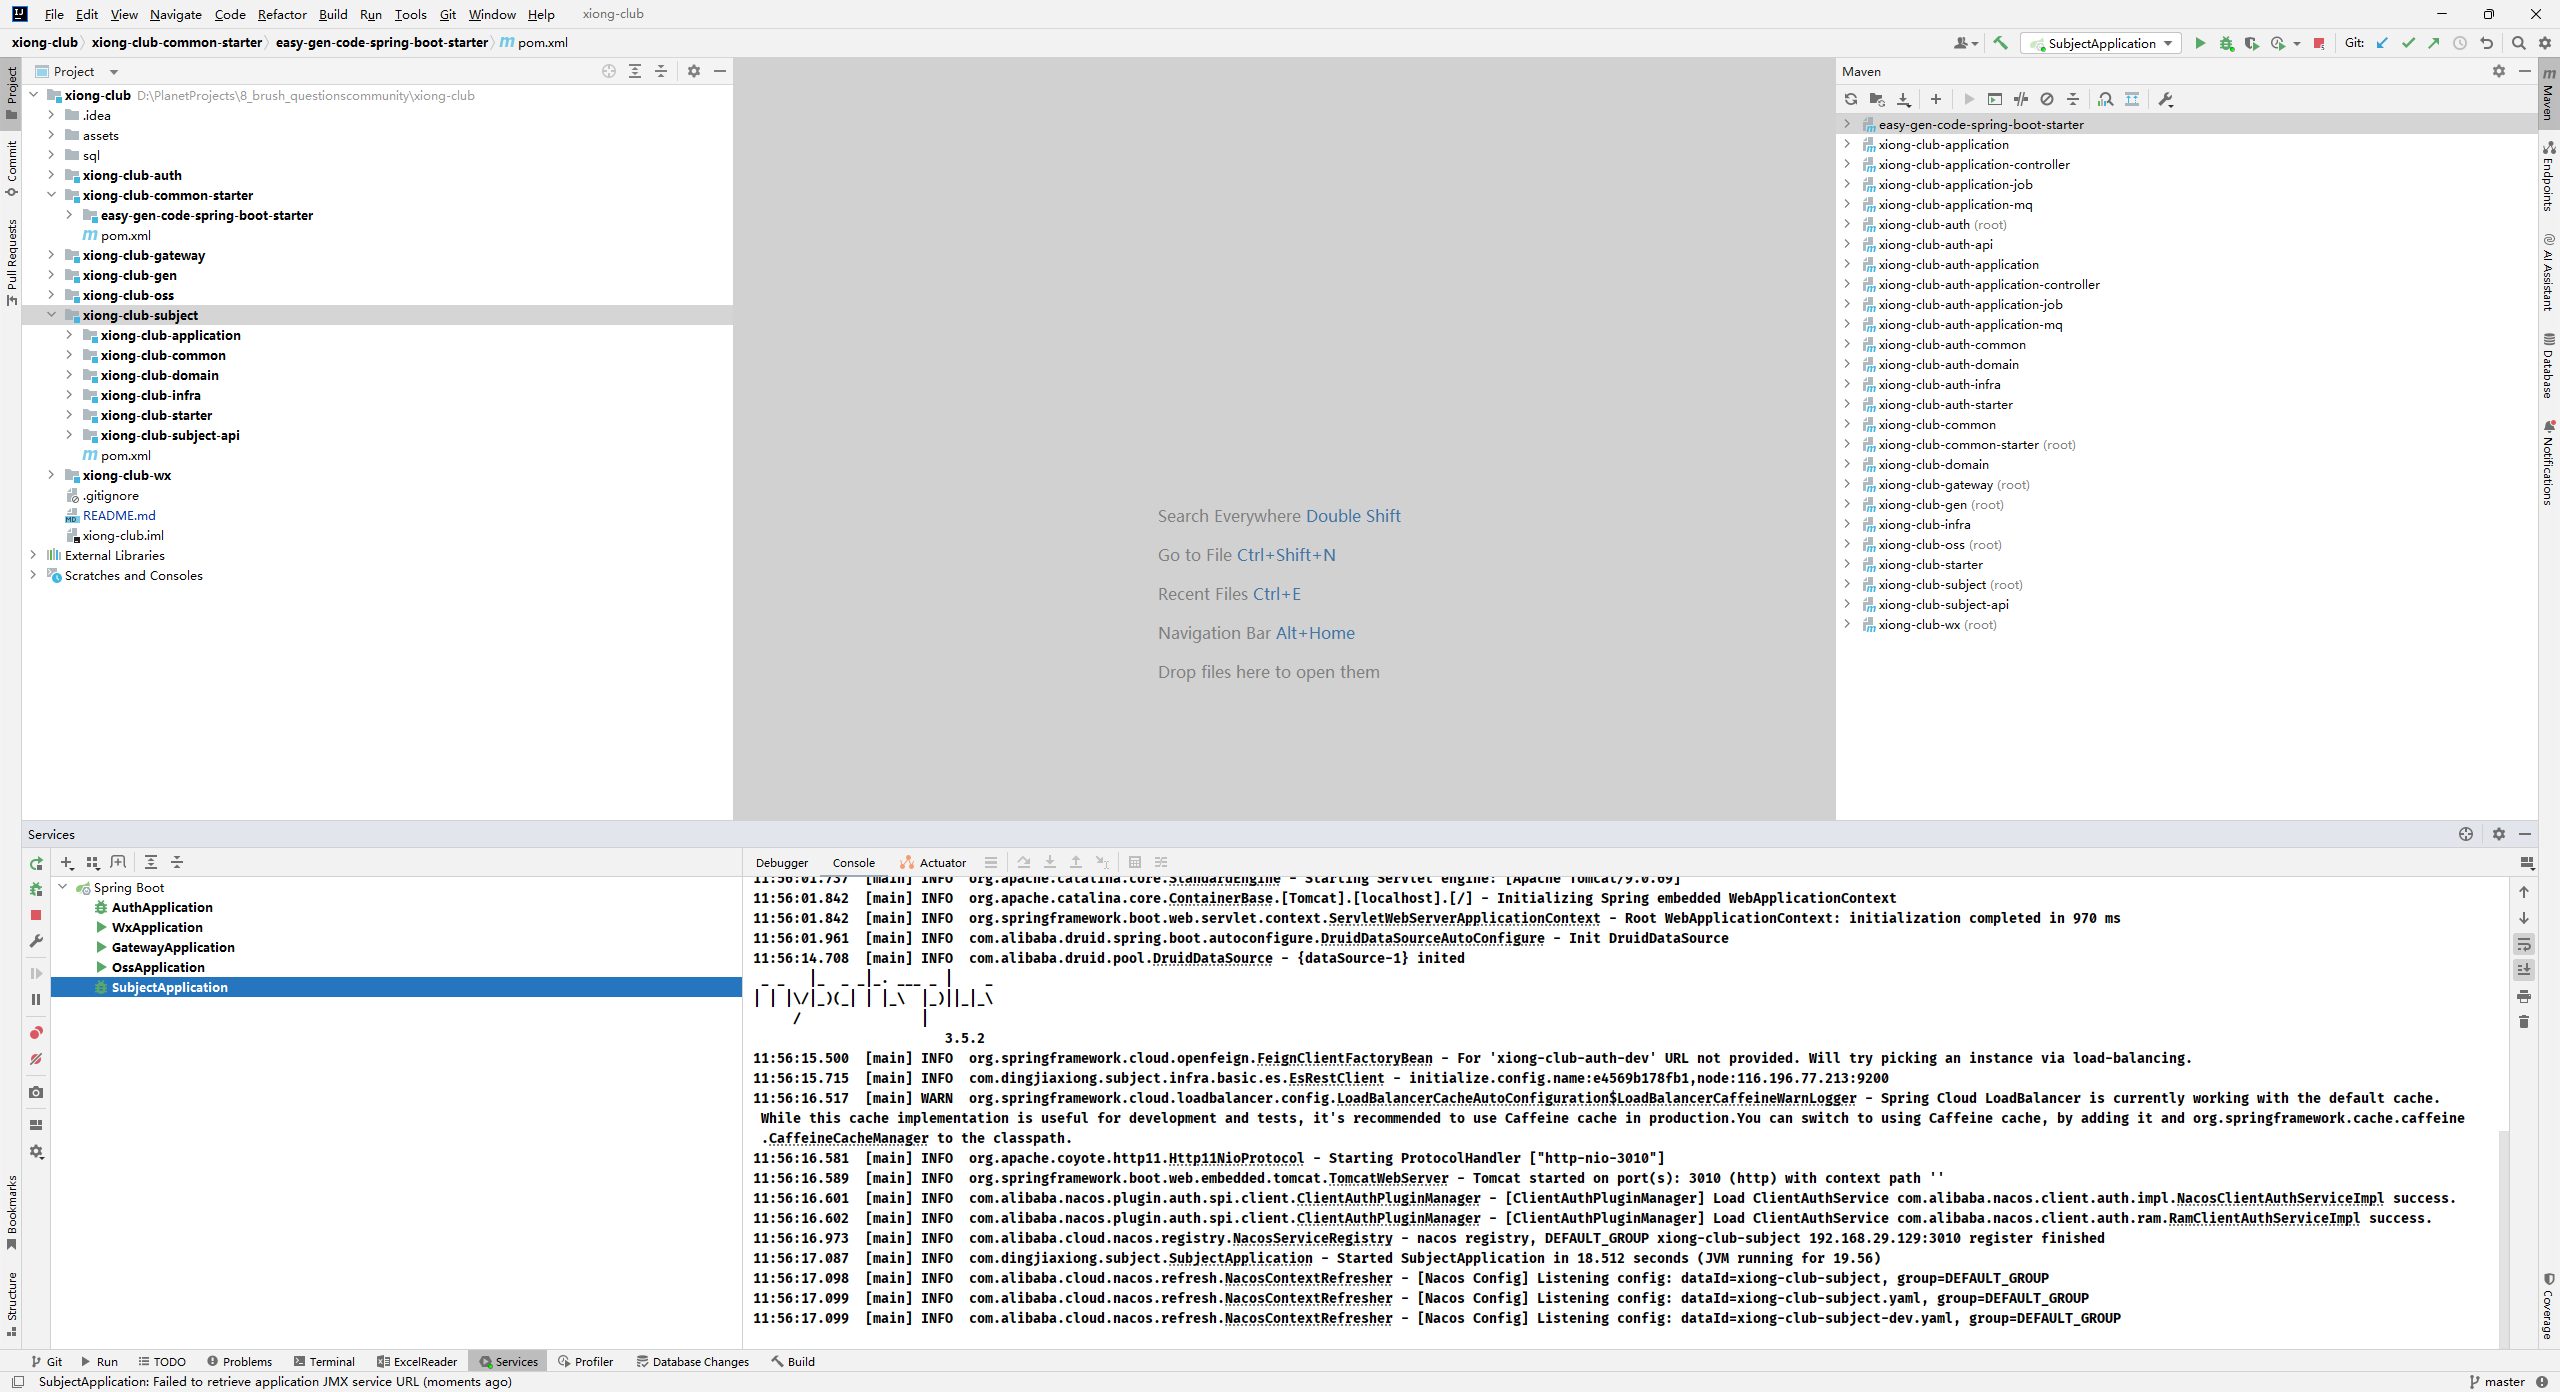 File Edit View Navigate Code Refactor Build Run Tools Git Window Help xiong-club
xiong-club xiong-club-common-starter easy-gen-code-spring-boot-starter pom.xml
SubjectApplication Git:
Project
xiong-club D:\PlanetProjects\8_brush_questionscommunity\xiong-club
.idea
assets
sql
xiong-club-auth
xiong-club-common-starter
easy-gen-code-spring-boot-starter
pom.xml
xiong-club-gateway
xiong-club-gen
xiong-club-oss
xiong-club-subject
xiong-club-application
xiong-club-common
xiong-club-domain
xiong-club-infra
xiong-club-starter
xiong-club-subject-api
pom.xml
xiong-club-wx
.gitignore
README.md
xiong-club.iml
External Libraries
Scratches and Consoles
Project
Commit
Pull Requests
Bookmarks
Structure
Search Everywhere Double Shift
Go to File Ctrl+Shift+N
Recent Files Ctrl+E
Navigation Bar Alt+Home
Drop files here to open them
Maven
easy-gen-code-spring-boot-starter
xiong-club-application
xiong-club-application-controller
xiong-club-application-job
xiong-club-application-mq
xiong-club-auth (root)
xiong-club-auth-api
xiong-club-auth-application
xiong-club-auth-application-controller
xiong-club-auth-application-job
xiong-club-auth-application-mq
xiong-club-auth-common
xiong-club-auth-domain
xiong-club-auth-infra
xiong-club-auth-starter
xiong-club-common
xiong-club-common-starter (root)
xiong-club-domain
xiong-club-gateway (root)
xiong-club-gen (root)
xiong-club-infra
xiong-club-oss (root)
xiong-club-starter
xiong-club-subject (root)
xiong-club-subject-api
xiong-club-wx (root)
Maven
Endpoints
AI Assistant
Database
Notifications
Coverage
Services
Spring Boot
AuthApplication
WxApplication
GatewayApplication
OssApplication
SubjectApplication
Debugger Console Actuator
11:56:01.737 [main] INFO org.apache.catalina.core.StandardEngine - Starting Servlet engine: [Apache Tomcat/9.0.69]
11:56:01.842 [main] INFO org.apache.catalina.core.ContainerBase.[Tomcat].[localhost].[/] - Initializing Spring embedded WebApplicationContext
11:56:01.842 [main] INFO org.springframework.boot.web.servlet.context.ServletWebServerApplicationContext - Root WebApplicationContext: initialization completed in 970 ms
11:56:01.961 [main] INFO com.alibaba.druid.spring.boot.autoconfigure.DruidDataSourceAutoConfigure - Init DruidDataSource
11:56:14.708 [main] INFO com.alibaba.druid.pool.DruidDataSource - {dataSource-1} inited
 _ _   |_  _ _|_. ___ _ |    _
| | |\/|_)(_| | |_\  |_)||_|_\
     /               |
3.5.2
11:56:15.500 [main] INFO org.springframework.cloud.openfeign.FeignClientFactoryBean - For 'xiong-club-auth-dev' URL not provided. Will try picking an instance via load-balancing.
11:56:15.715 [main] INFO com.dingjiaxiong.subject.infra.basic.es.EsRestClient - initialize.config.name:e4569b178fb1,node:116.196.77.213:9200
11:56:16.517 [main] WARN org.springframework.cloud.loadbalancer.config.LoadBalancerCacheAutoConfiguration$LoadBalancerCaffeineWarnLogger - Spring Cloud LoadBalancer is currently working with the default cache.
While this cache implementation is useful for development and tests, it's recommended to use Caffeine cache in production.You can switch to using Caffeine cache, by adding it and org.springframework.cache.caffeine
.CaffeineCacheManager to the classpath.
11:56:16.581 [main] INFO org.apache.coyote.http11.Http11NioProtocol - Starting ProtocolHandler ["http-nio-3010"]
11:56:16.589 [main] INFO org.springframework.boot.web.embedded.tomcat.TomcatWebServer - Tomcat started on port(s): 3010 (http) with context path ''
11:56:16.601 [main] INFO com.alibaba.nacos.plugin.auth.spi.client.ClientAuthPluginManager - [ClientAuthPluginManager] Load ClientAuthService com.alibaba.nacos.client.auth.impl.NacosClientAuthServiceImpl success.
11:56:16.602 [main] INFO com.alibaba.nacos.plugin.auth.spi.client.ClientAuthPluginManager - [ClientAuthPluginManager] Load ClientAuthService com.alibaba.nacos.client.auth.ram.RamClientAuthServiceImpl success.
11:56:16.973 [main] INFO com.alibaba.cloud.nacos.registry.NacosServiceRegistry - nacos registry, DEFAULT_GROUP xiong-club-subject 192.168.29.129:3010 register finished
11:56:17.087 [main] INFO com.dingjiaxiong.subject.SubjectApplication - Started SubjectApplication in 18.512 seconds (JVM running for 19.56)
11:56:17.098 [main] INFO com.alibaba.cloud.nacos.refresh.NacosContextRefresher - [Nacos Config] Listening config: dataId=xiong-club-subject, group=DEFAULT_GROUP
11:56:17.099 [main] INFO com.alibaba.cloud.nacos.refresh.NacosContextRefresher - [Nacos Config] Listening config: dataId=xiong-club-subject.yaml, group=DEFAULT_GROUP
11:56:17.099 [main] INFO com.alibaba.cloud.nacos.refresh.NacosContextRefresher - [Nacos Config] Listening config: dataId=xiong-club-subject-dev.yaml, group=DEFAULT_GROUP
Git Run TODO Problems Terminal ExcelReader Services Profiler Database Changes Build
SubjectApplication: Failed to retrieve application JMX service URL (moments ago) master